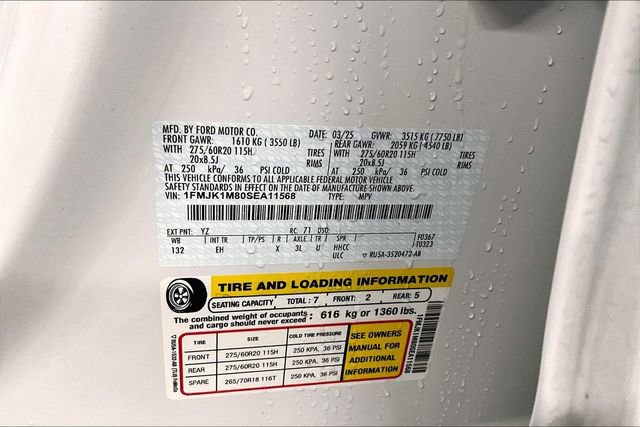 MFD. BY FORD MOTOR CO. DATE: 03/25 GVWR: 3515 KG ( 7750 LB)
FRONT GAWR: 1610 KG ( 3550 LB) REAR GAWR: 2059 KG ( 4540 LB)
WITH 275/60R20 115H TIRES WITH 275/60R20 115H TIRES
20x8.5J RIMS 20x8.5J RIMS
AT 250 kPa/ 36 PSI COLD AT 250 kPa/ 36 PSI COLD
THIS VEHICLE CONFORMS TO ALL APPLICABLE FEDERAL MOTOR VEHICLE
SAFETY STANDARDS IN EFFECT ON THE DATE OF MANUFACTURE SHOWN ABOVE.
VIN: 1FMJK1M80SEA11568 TYPE: MPV
EXT PNT: YZ RC: 71 DSO: F0367
WB INT TR TP/PS R AXLE TR SPR T0323
132 EH X 3L U HHCC
ULC ▽ RU5A-3520472-AB
TIRE AND LOADING INFORMATION
SEATING CAPACITY TOTAL : 7 FRONT: 2 REAR: 5
The combined weight of occupants
and cargo should never exceed : 616 kg or 1360 lbs.
TIRE SIZE COLD TIRE PRESSURE
FRONT 275/60R20 115H 250 KPA, 36 PSI
REAR 275/60R20 115H 250 KPA, 36 PSI
SPARE 265/70R18 116T 250 KPA, 36 PSI
SEE OWNERS
MANUAL FOR
ADDITIONAL
INFORMATION
1FMJK1M80SEA11568